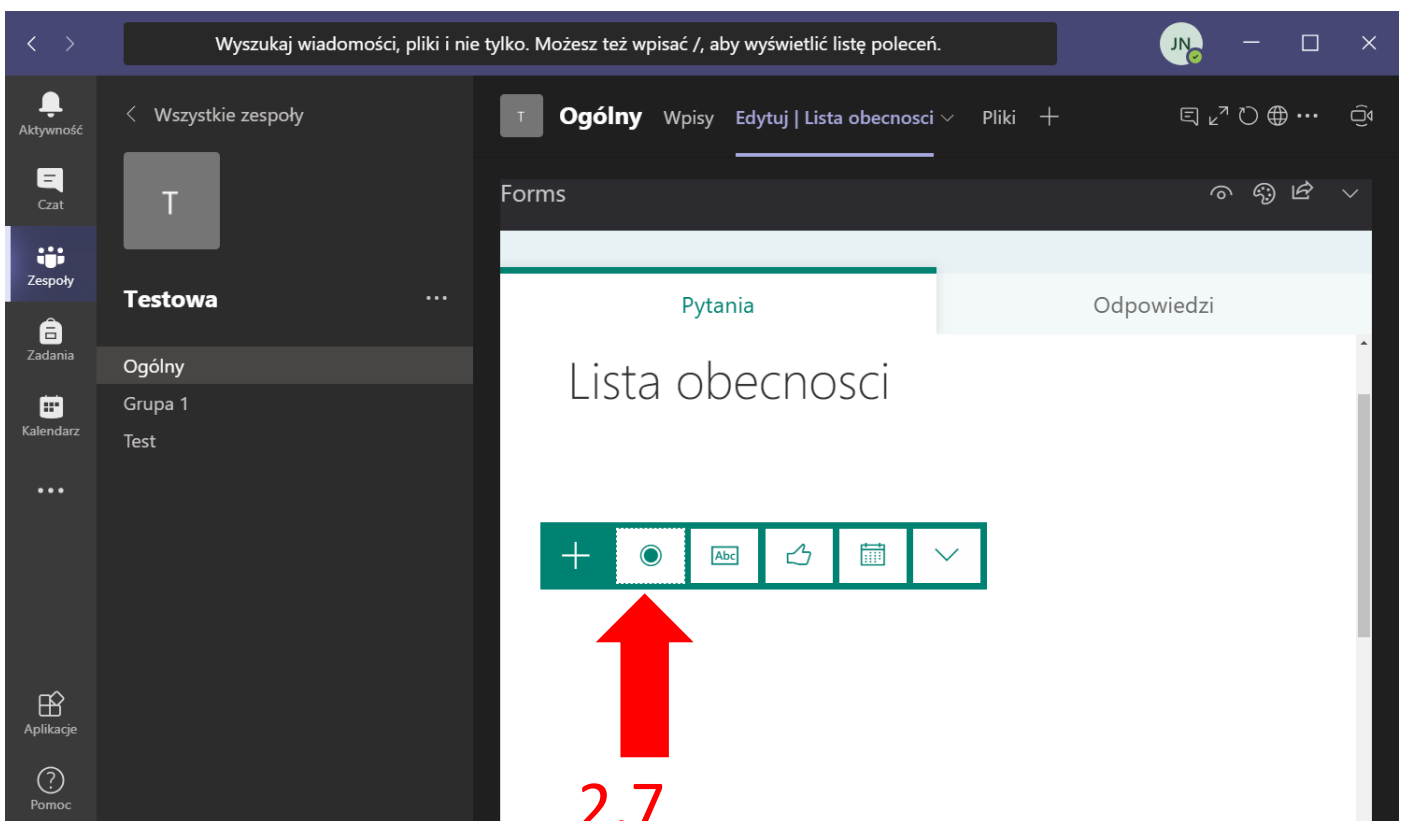 Wyszukaj wiadomości, pliki i nie tylko. Możesz też wpisać /, aby wyświetlić listę poleceń.
JN
Aktywność
Czat
Zespoły
Zadania
Kalendarz
Aplikacje
Pomoc
Wszystkie zespoły
T
Testowa
Ogólny
Grupa 1
Test
T Ogólny Wpisy Edytuj | Lista obecnosci Pliki
Forms
Pytania Odpowiedzi
Lista obecnosci
Abc
2.7